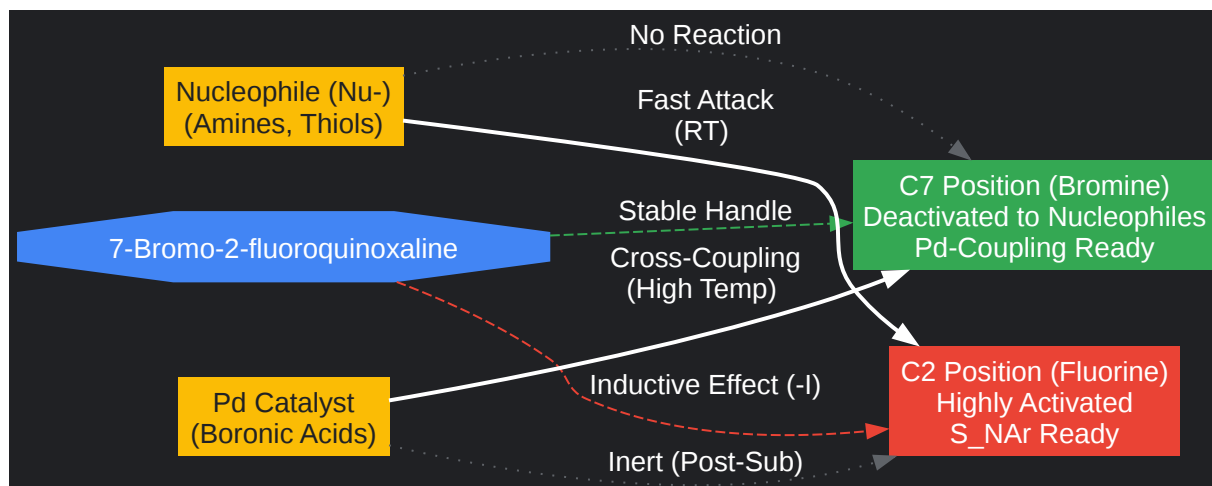 No Reaction
Nucleophile (Nu-)
(Amines, Thiols)
Fast Attack
(RT)
C7 Position (Bromine)
Deactivated to Nucleophiles
Pd-Coupling Ready
Stable Handle
7-Bromo-2-fluoroquinoxaline
Cross-Coupling
(High Temp)
Inductive Effect (-I)
C2 Position (Fluorine)
Highly Activated
S_NAr Ready
Pd Catalyst
(Boronic Acids)
Inert (Post-Sub)